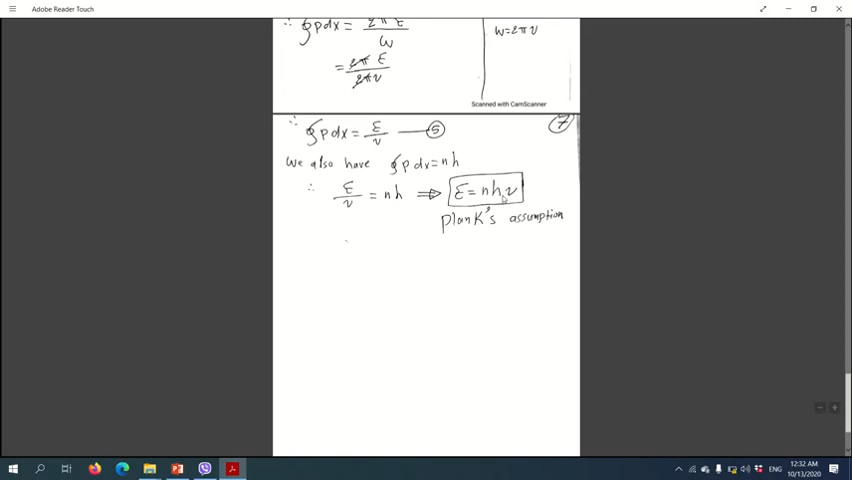 Adobe Reader Touch
∴ ∮pdx = 2π ε / ω
ω=2πν
= 2π ε / 2πν
Scanned with CamScanner
∴ ∮pdx = ε/ν —— ⑤
⑦
We also have ∮pdx=nh
∴ ε/ν = nh ⟹ ε=nhν
plank's assumption
ENG
12:32 AM
10/13/2020